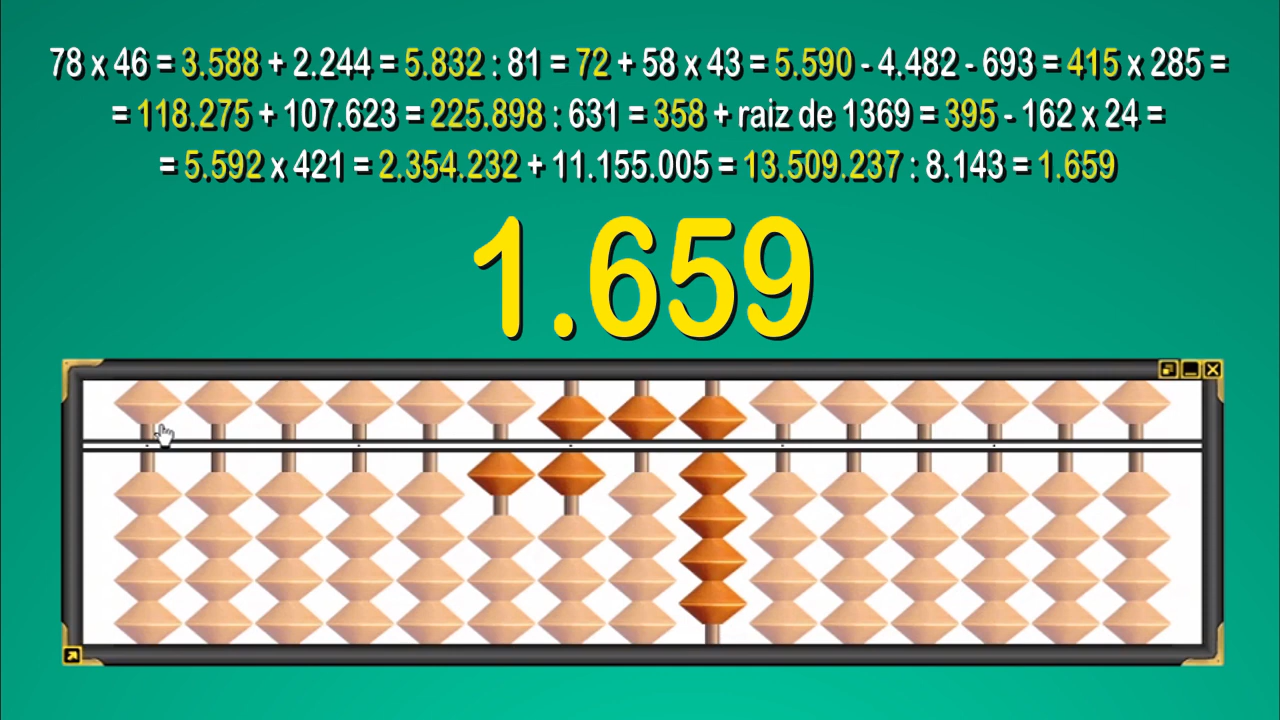 78 x 46 = 3.588 + 2.244 = 5.832 : 81 = 72 + 58 x 43 = 5.590 - 4.482 - 693 = 415 x 285 =
= 118.275 + 107.623 = 225.898 : 631 = 358 + raiz de 1369 = 395 - 162 x 24 =
= 5.592 x 421 = 2.354.232 + 11.155.005 = 13.509.237 : 8.143 = 1.659
1.659